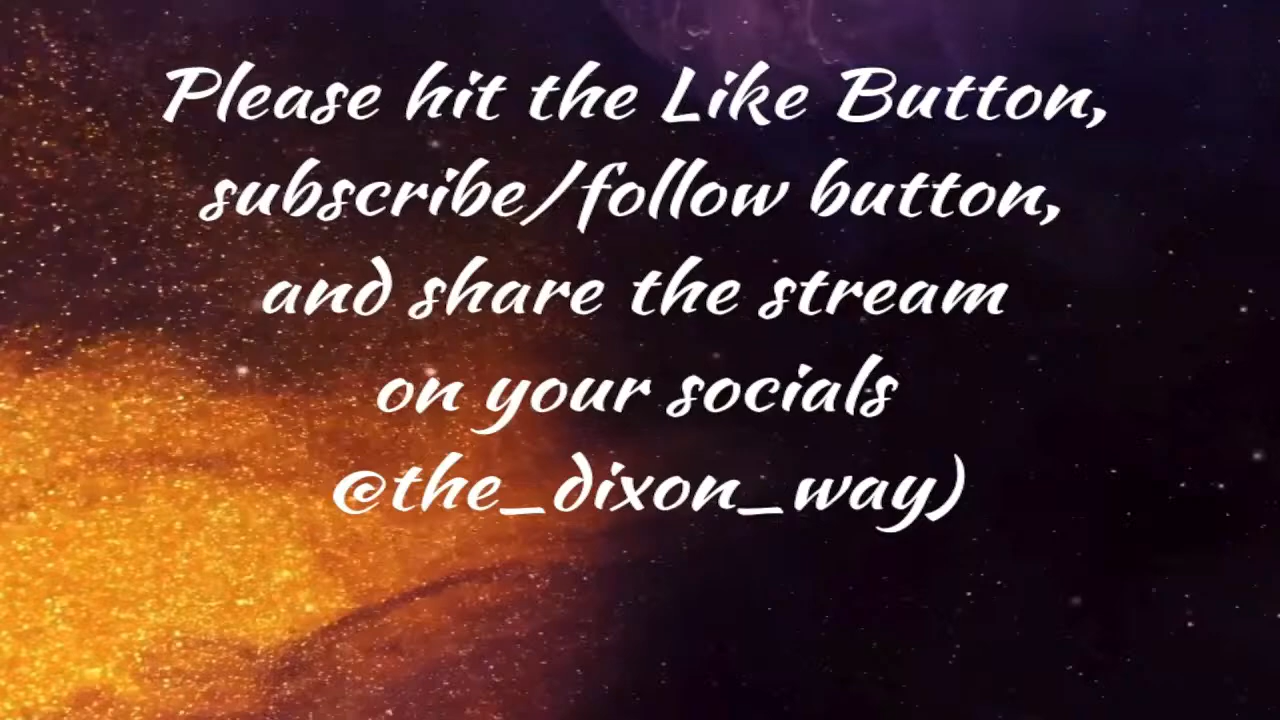 Please hit the Like Button,
subscribe/follow button,
and share the stream
on your socials
@the_dixon_way)